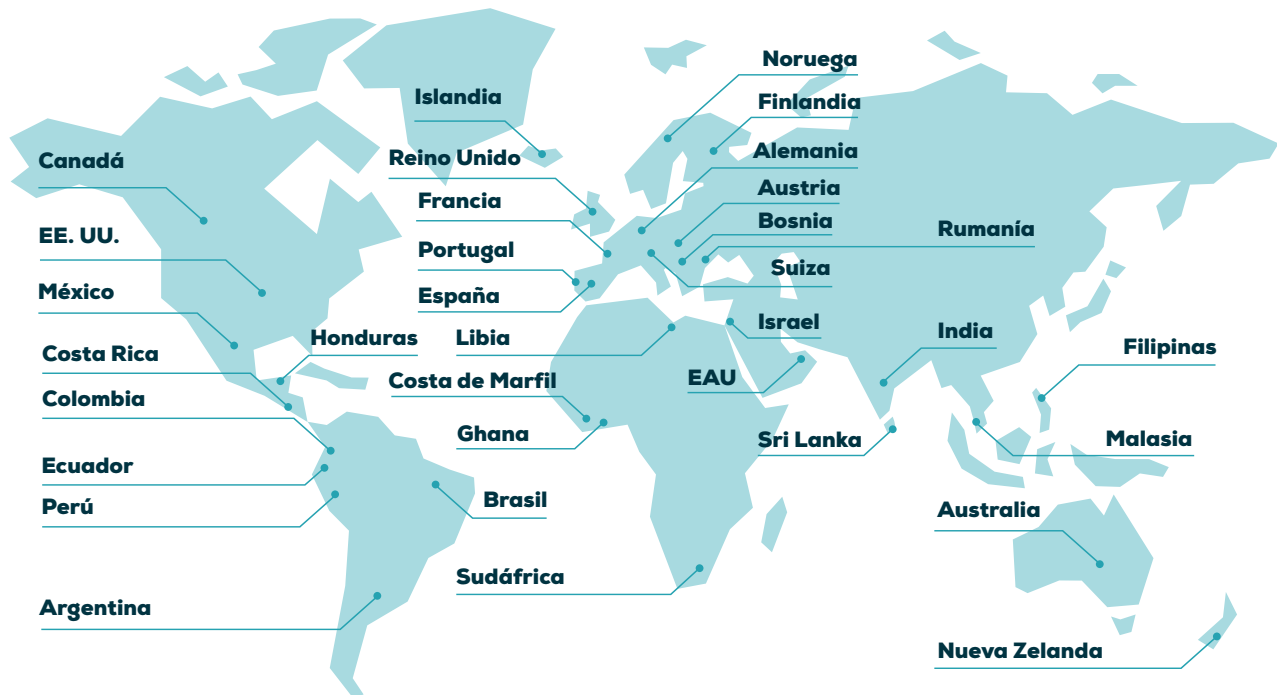 Noruega
Islandia
Finlandia
Canadá
Reino Unido
Alemania
Francia
Austria
EE. UU.
Portugal
Bosnia
Rumanía
México
España
Suiza
Honduras
Libia
Israel
India
Costa Rica
Filipinas
Costa de Marfil
EAU
Colombia
Ghana
Sri Lanka
Malasia
Ecuador
Perú
Brasil
Australia
Sudáfrica
Argentina
Nueva Zelanda